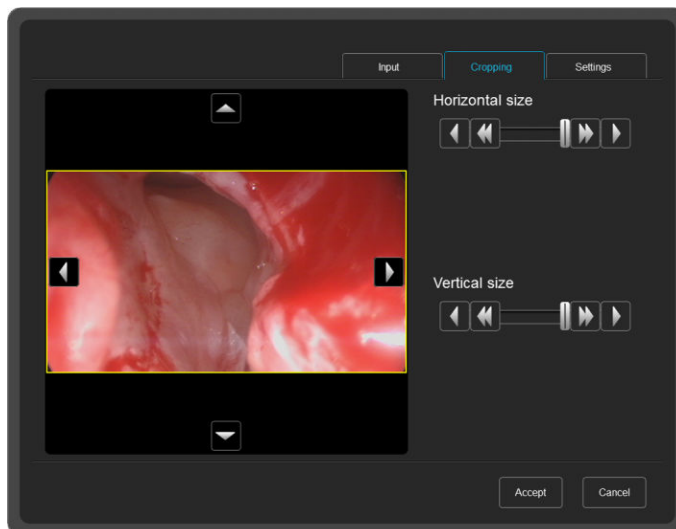 Input
Cropping
Settings
Horizontal size
Vertical size
Accept
Cancel